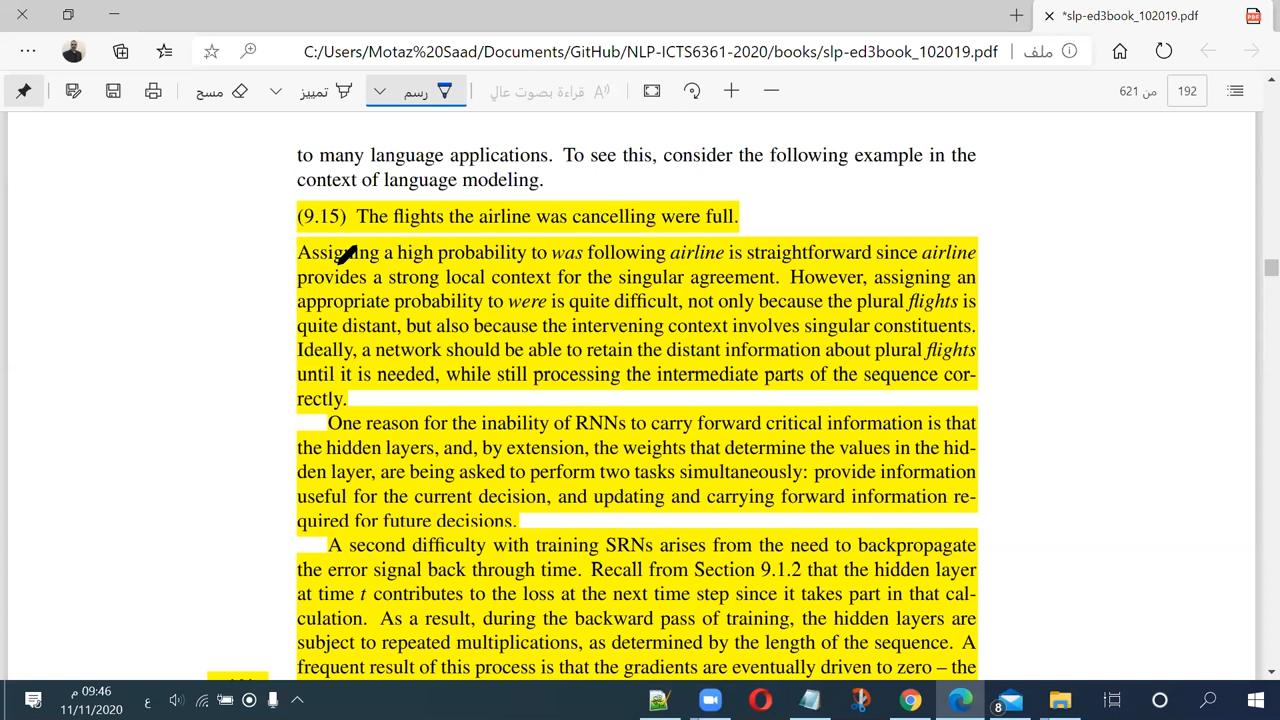 *slp-ed3book_102019.pdf
C:/Users/Motaz%20Saad/Documents/GitHub/NLP-ICTS6361-2020/books/slp-ed3book_102019.pdf
ملف
مسح
تمييز
رسم
قراءة بصوت عالٍ
192
من 621
to many language applications. To see this, consider the following example in the
context of language modeling.
(9.15) The flights the airline was cancelling were full.
Assigning a high probability to was following airline is straightforward since airline
provides a strong local context for the singular agreement. However, assigning an
appropriate probability to were is quite difficult, not only because the plural flights is
quite distant, but also because the intervening context involves singular constituents.
Ideally, a network should be able to retain the distant information about plural flights
until it is needed, while still processing the intermediate parts of the sequence cor-
rectly.
One reason for the inability of RNNs to carry forward critical information is that
the hidden layers, and, by extension, the weights that determine the values in the hid-
den layer, are being asked to perform two tasks simultaneously: provide information
useful for the current decision, and updating and carrying forward information re-
quired for future decisions.
A second difficulty with training SRNs arises from the need to backpropagate
the error signal back through time. Recall from Section 9.1.2 that the hidden layer
at time t contributes to the loss at the next time step since it takes part in that cal-
culation. As a result, during the backward pass of training, the hidden layers are
subject to repeated multiplications, as determined by the length of the sequence. A
frequent result of this process is that the gradients are eventually driven to zero – the
09:46 م
11/11/2020
ع
8